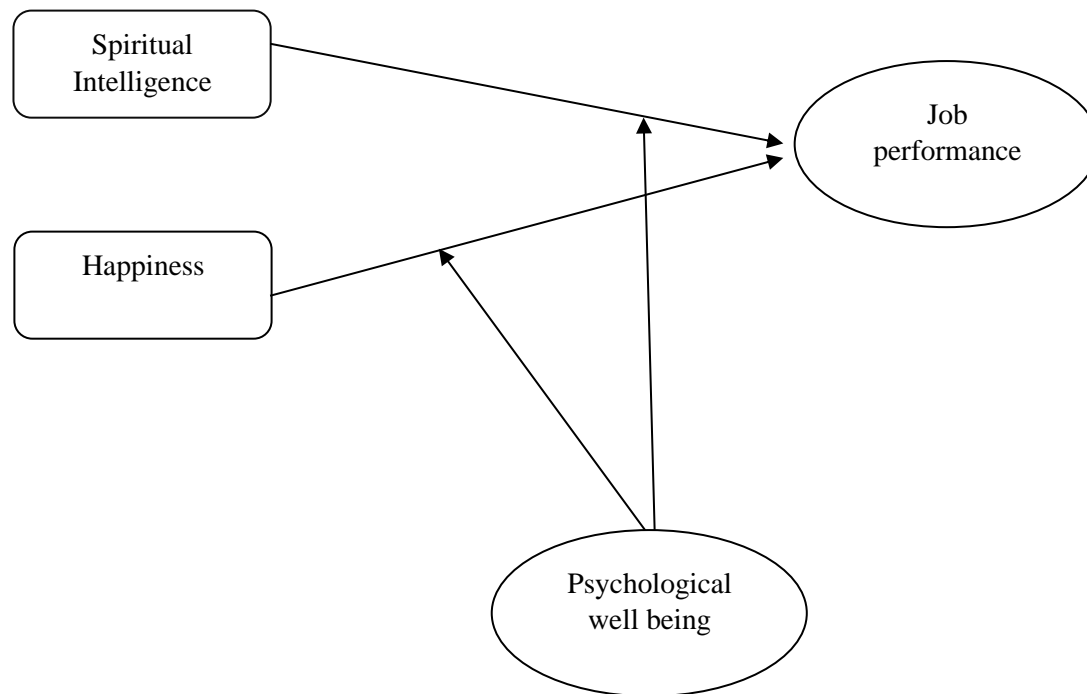 Spiritual
Intelligence
Job
performance
Happiness
Psychological
well being